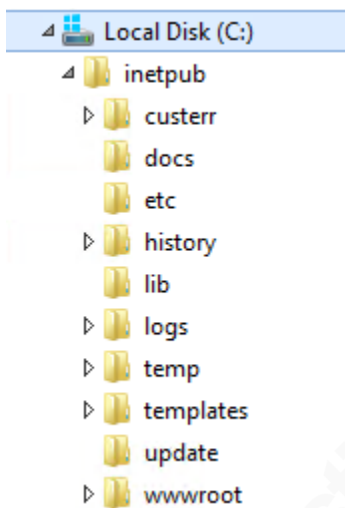 Local Disk (C:)
inetpub
custerr
docs
etc
history
lib
logs
temp
templates
update
wwwroot